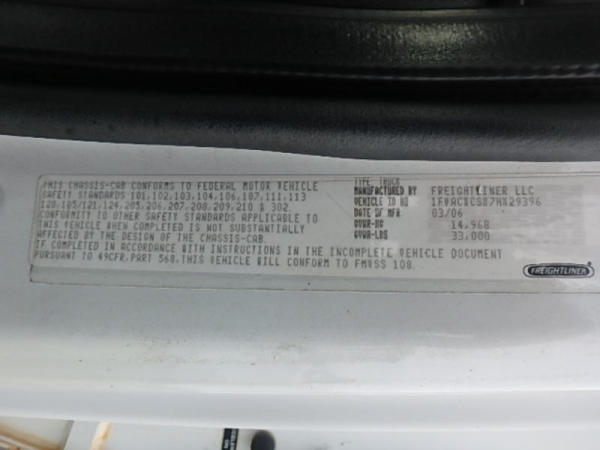 THIS CHASSIS-CAB CONFORMS TO FEDERAL MOTOR VEHICLE
SAFETY STANDARDS 101,102,103,104,106,107,111,113
120,105/121,124,205,206,207,208,209,210 & 302.
CONFORMITY TO OTHER SAFETY STANDARDS APPLICABLE TO
THIS VEHICLE WHEN COMPLETED IS NOT SUBSTANTIALLY
AFFECTED BY THE DESIGN OF THE CHASSIS-CAB.
IF COMPLETED IN ACCORDANCE WITH INSTRUCTIONS IN THE INCOMPLETE VEHICLE DOCUMENT
PURSUANT TO 49CFR,PART 568,THIS VEHICLE WILL CONFORM TO FMVSS 108.
TYPE TRUCK
MANUFACTURED BY FREIGHTLINER LLC
VEHICLE ID NO
DATE OF MFR 03/06
GVWR-KG 14,968
GVWR-LBS 33,000
FREIGHTLINER